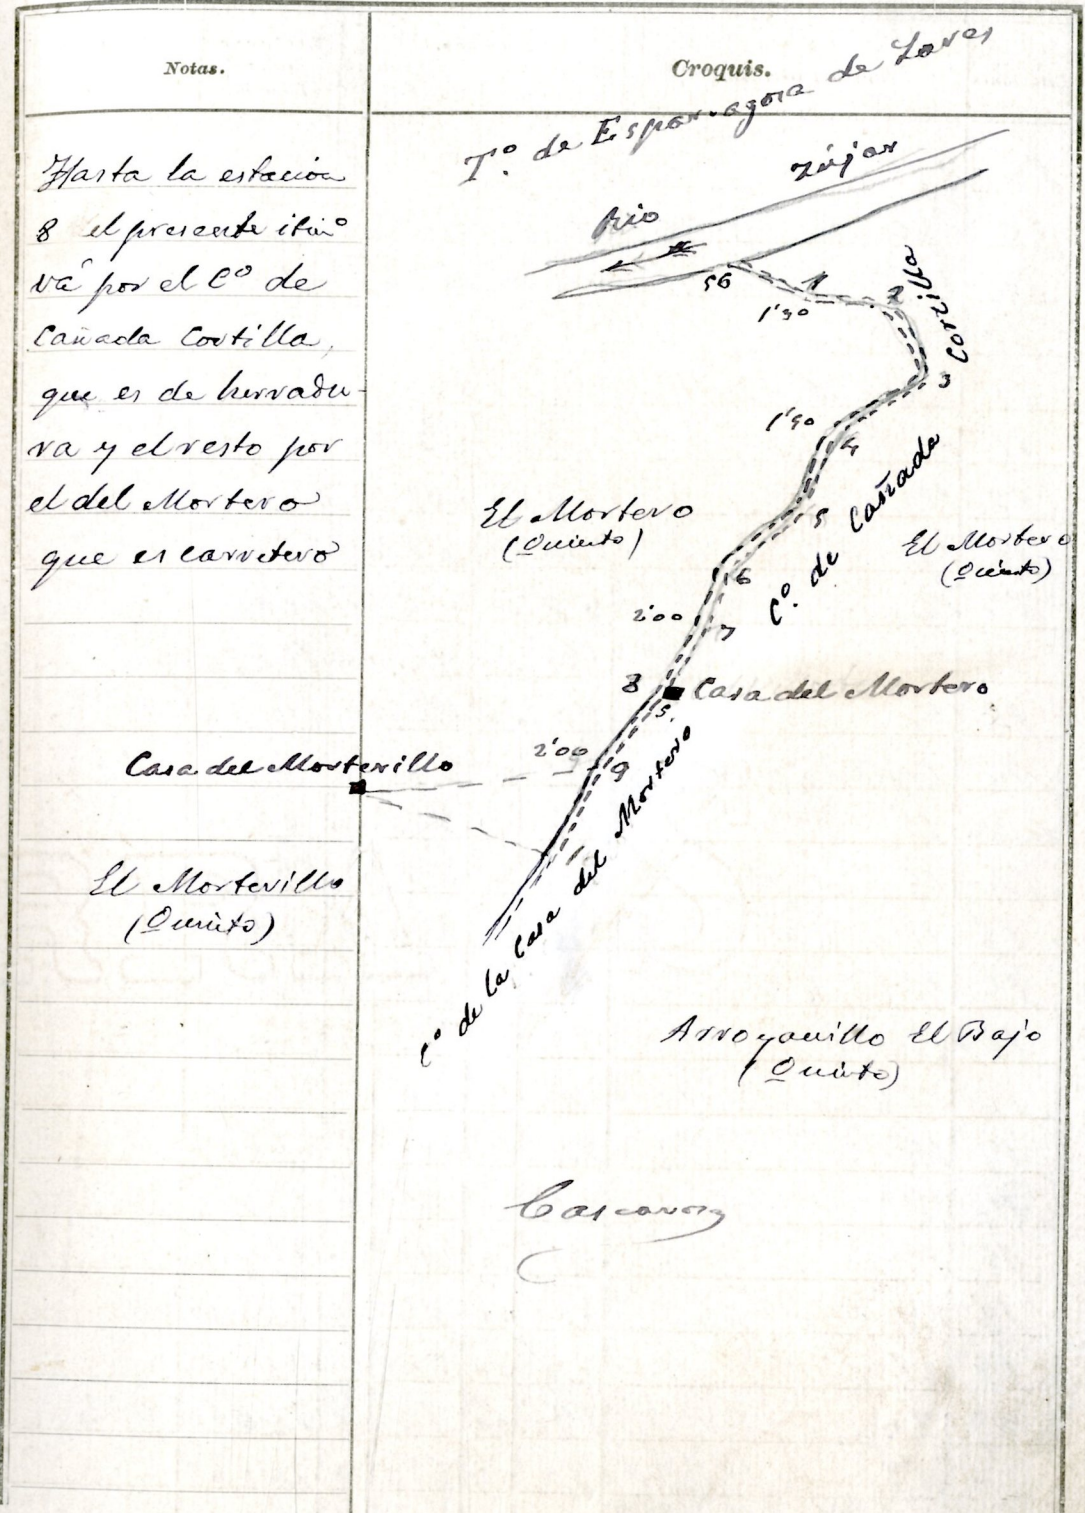 Notas.
Croquis.
Hasta la estación
8 el presente itinº
vá por el Cº de
Cañada Cortilla,
que es de herradu-
ra y el resto por
el del Mortero
que es carretero
Tº. de Esparragosa de Lares
Rio Zújar
56
1
2
1'30
Cº. de Cañada Cortilla
3
1'90
4
5
El Mortero
(Quinto)
El Mortero
(Quinto)
6
2'00
7
8
Casa del Mortero
5.
2'00
9
Casa del Morterillo
Cº de la Casa del Mortero
El Morterillo
(Quinto)
Arroyanillo El Bajo
(Quinto)